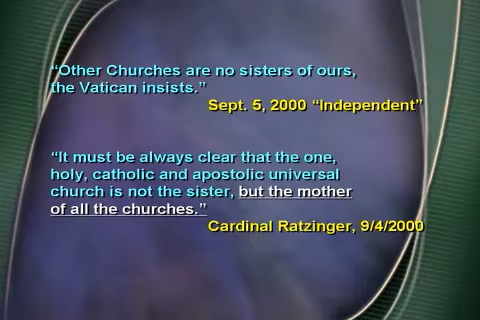 “Other Churches are no sisters of ours,
the Vatican insists.”
Sept. 5, 2000 “Independent”
“It must be always clear that the one,
holy, catholic and apostolic universal
church is not the sister, but the mother
of all the churches.”
Cardinal Ratzinger, 9/4/2000